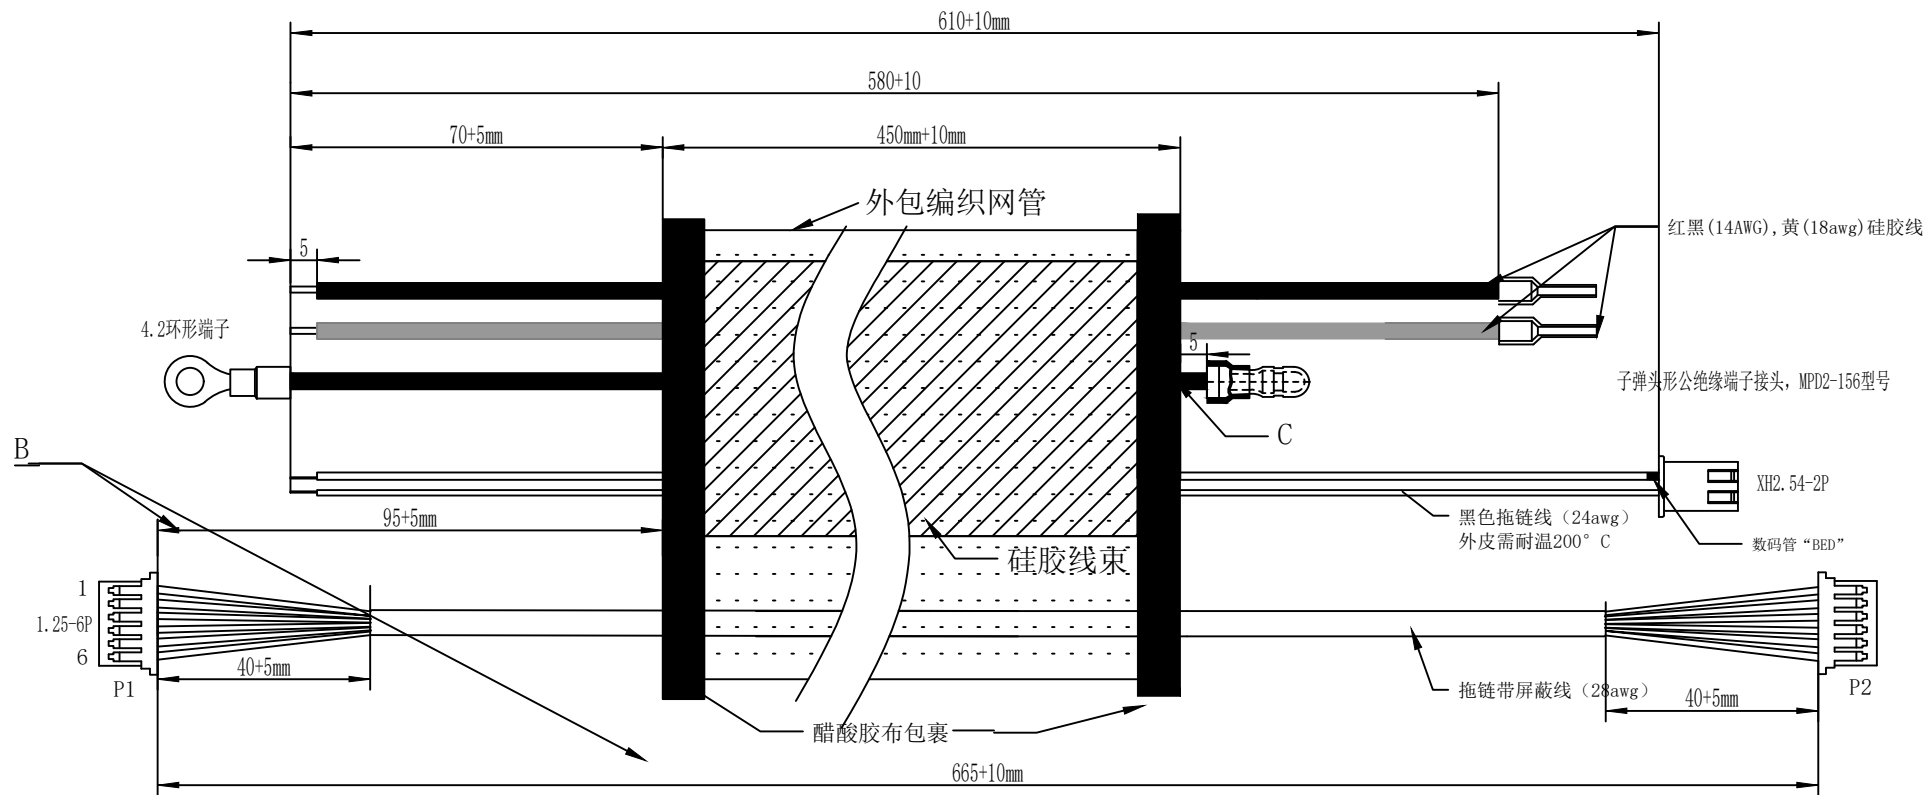 610+10mm
580+10
70+5mm
450mm+10mm
外包编织网管
红黑(14AWG),黄(18awg)硅胶线
5
4.2环形端子
5
子弹头形公绝缘端子接头，MPD2-156型号
C
B
XH2.54-2P
95+5mm
黑色拖链线（24awg）
外皮需耐温200°C
数码管“BED”
硅胶线束
1
1.25-6P
6
40+5mm
P1
拖链带屏蔽线（28awg）
40+5mm
P2
醋酸胶布包裹
665+10mm